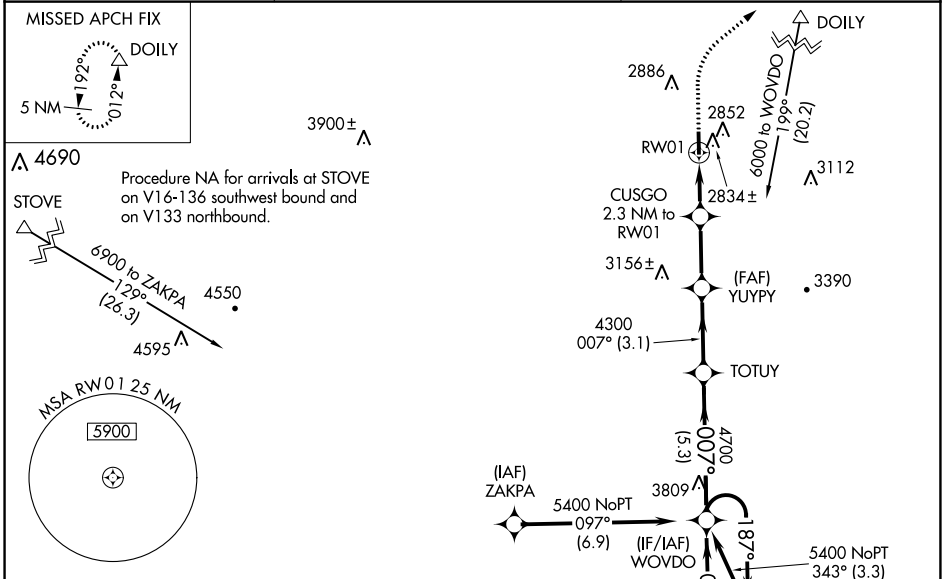 MISSED APCH FIX
DOILY
192°
012°
5 NM
4690
3900±
Procedure NA for arrivals at STOVE
on V16-136 southwest bound and
on V133 northbound.
STOVE
6900 to ZAKPA
129°
(26.3)
4550
4595
MSA RW01 25 NM
5900
DOILY
6000 to WOVDO
199°
(20.2)
2886
2852
RW01
2834±
3112
CUSGO
2.3 NM to
RW01
3156±
(FAF)
YUYPY
3390
4300
007° (3.1)
TOTUY
4700
007°
(5.3)
3809
(IAF)
ZAKPA
5400 NoPT
097°
(6.9)
(IF/IAF)
WOVDO
187°
5400 NoPT
343° (3.3)